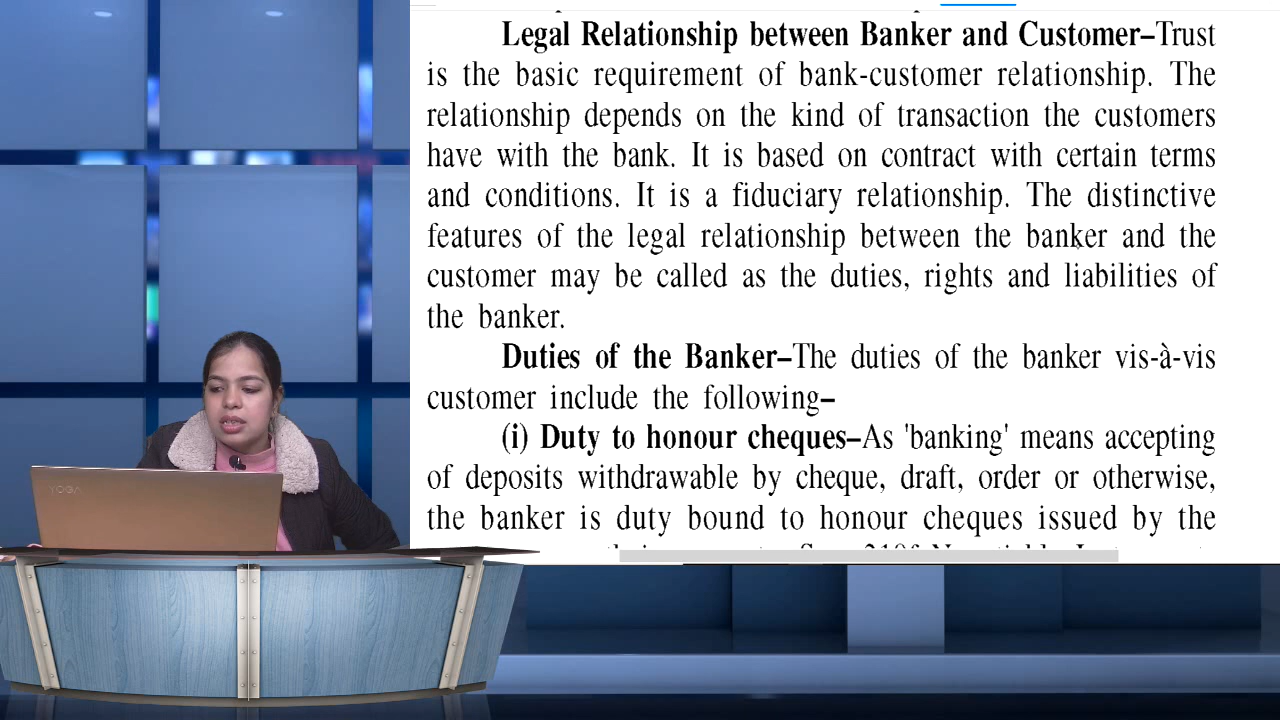 Legal Relationship between Banker and Customer–Trust
is the basic requirement of bank-customer relationship. The
relationship depends on the kind of transaction the customers
have with the bank. It is based on contract with certain terms
and conditions. It is a fiduciary relationship. The distinctive
features of the legal relationship between the banker and the
customer may be called as the duties, rights and liabilities of
the banker.
Duties of the Banker–The duties of the banker vis-à-vis
customer include the following–
(i) Duty to honour cheques–As 'banking' means accepting
of deposits withdrawable by cheque, draft, order or otherwise,
the banker is duty bound to honour cheques issued by the
YOGA